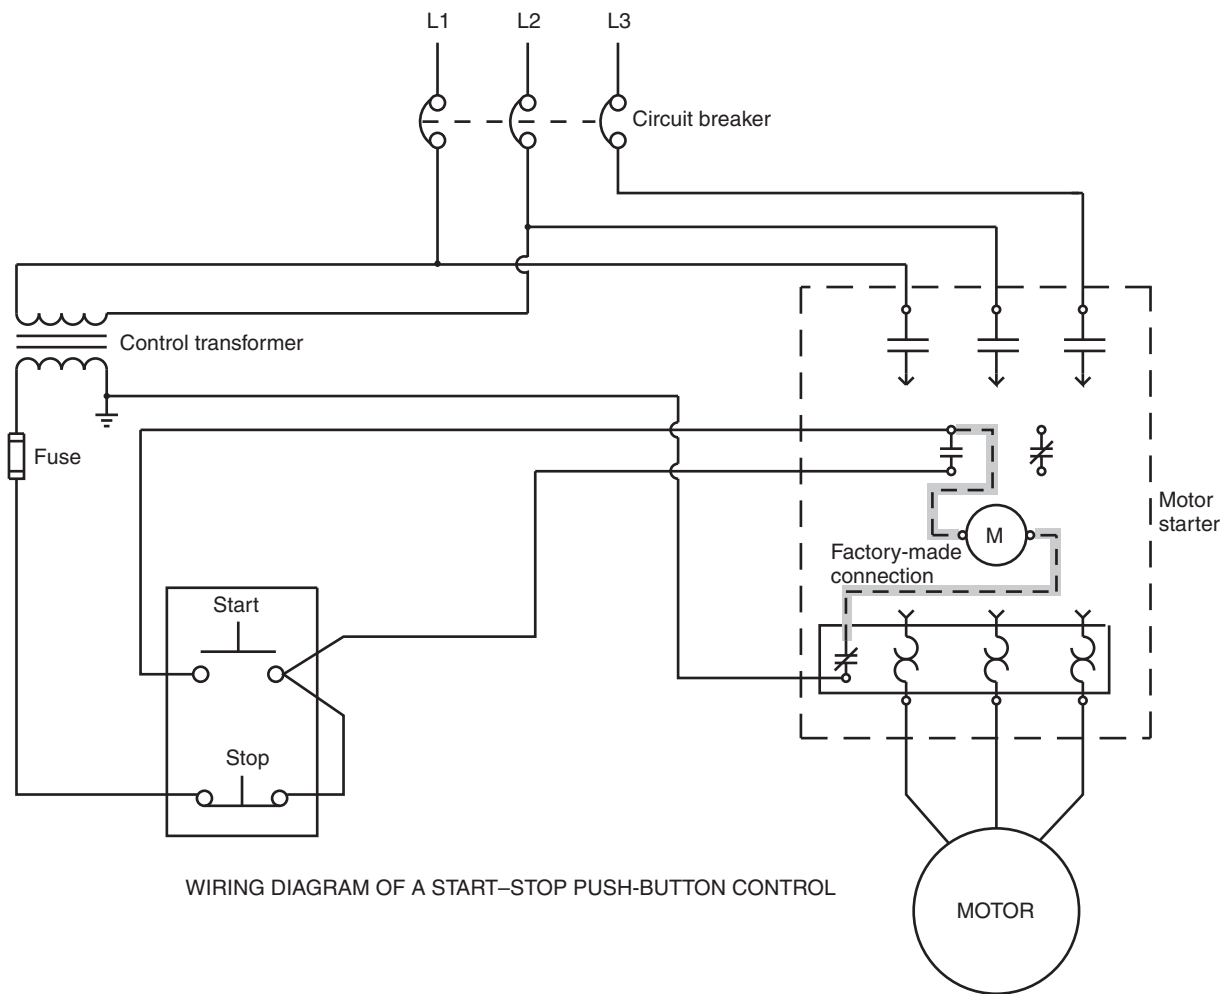 L1
L2
L3
Circuit breaker
Control transformer
Fuse
Motor
starter
M
Factory-made
connection
Start
Stop
WIRING DIAGRAM OF A START–STOP PUSH-BUTTON CONTROL
MOTOR